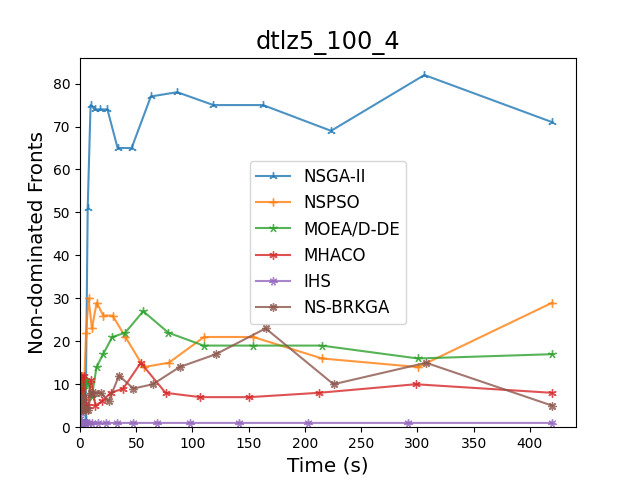 dtlz5_100_4
Non-dominated Fronts
80
70
60
50
40
30
20
10
0
NSGA-II
NSPSO
MOEA/D-DE
MHACO
IHS
NS-BRKGA
0 50 100 150 200 250 300 350 400
Time (s)